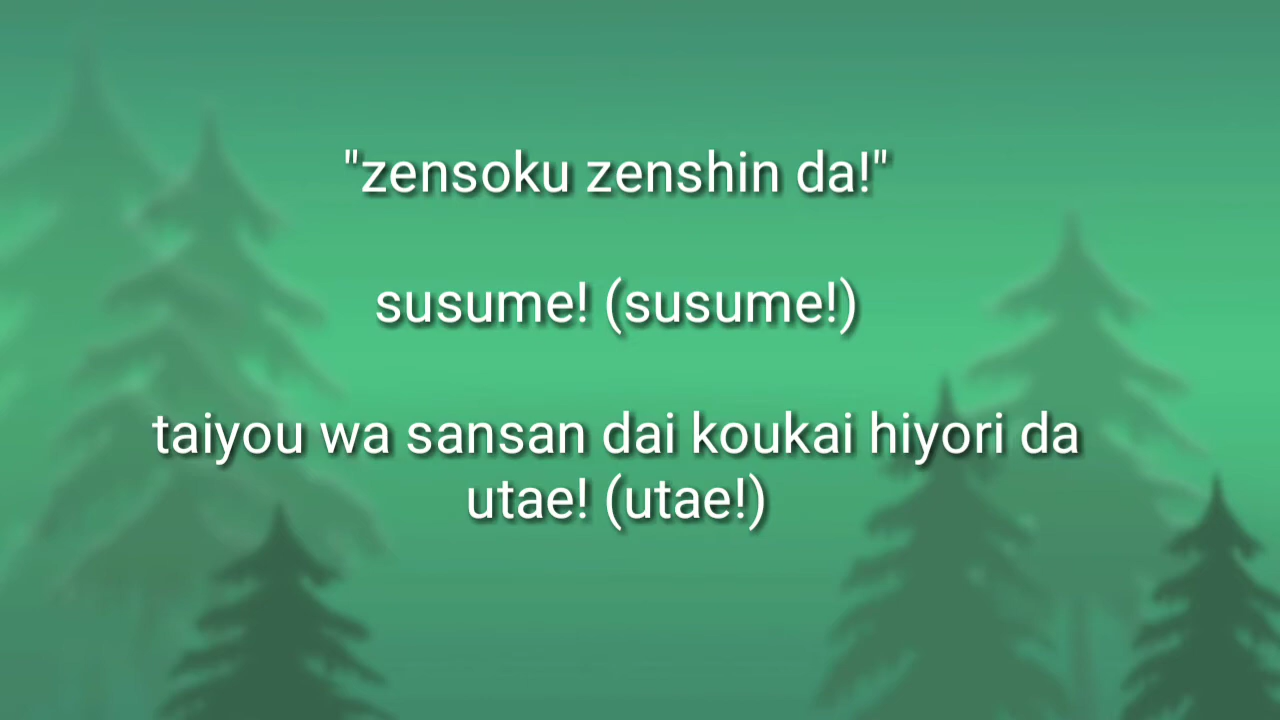 "zensoku zenshin da!"
susume! (susume!)
taiyou wa sansan dai koukai hiyori da
utae! (utae!)